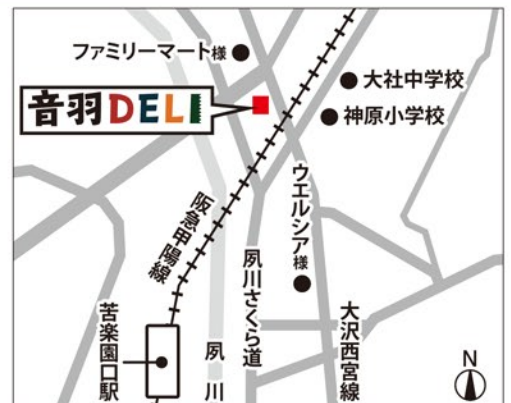 ファミリーマート様
大社中学校
音羽DELI
神原小学校
ウエルシア様
阪急甲陽線
夙川さくら道
苦楽園口駅
夙川
大沢西宮線
N